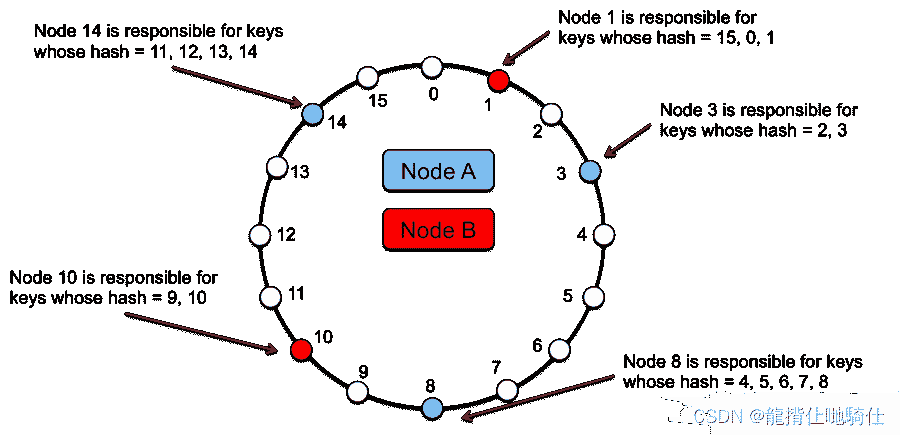 Node 14 is responsible for keys
whose hash = 11, 12, 13, 14
Node 1 is responsible for
keys whose hash = 15, 0, 1
Node 3 is responsible for
keys whose hash = 2, 3
15
0
1
14
2
13
3
Node A
Node B
12
4
Node 10 is responsible for
keys whose hash = 9, 10
11
5
10
6
9
8
7
Node 8 is responsible for keys
whose hash = 4, 5, 6, 7, 8
CSDN @龍揹仕哋騎仕